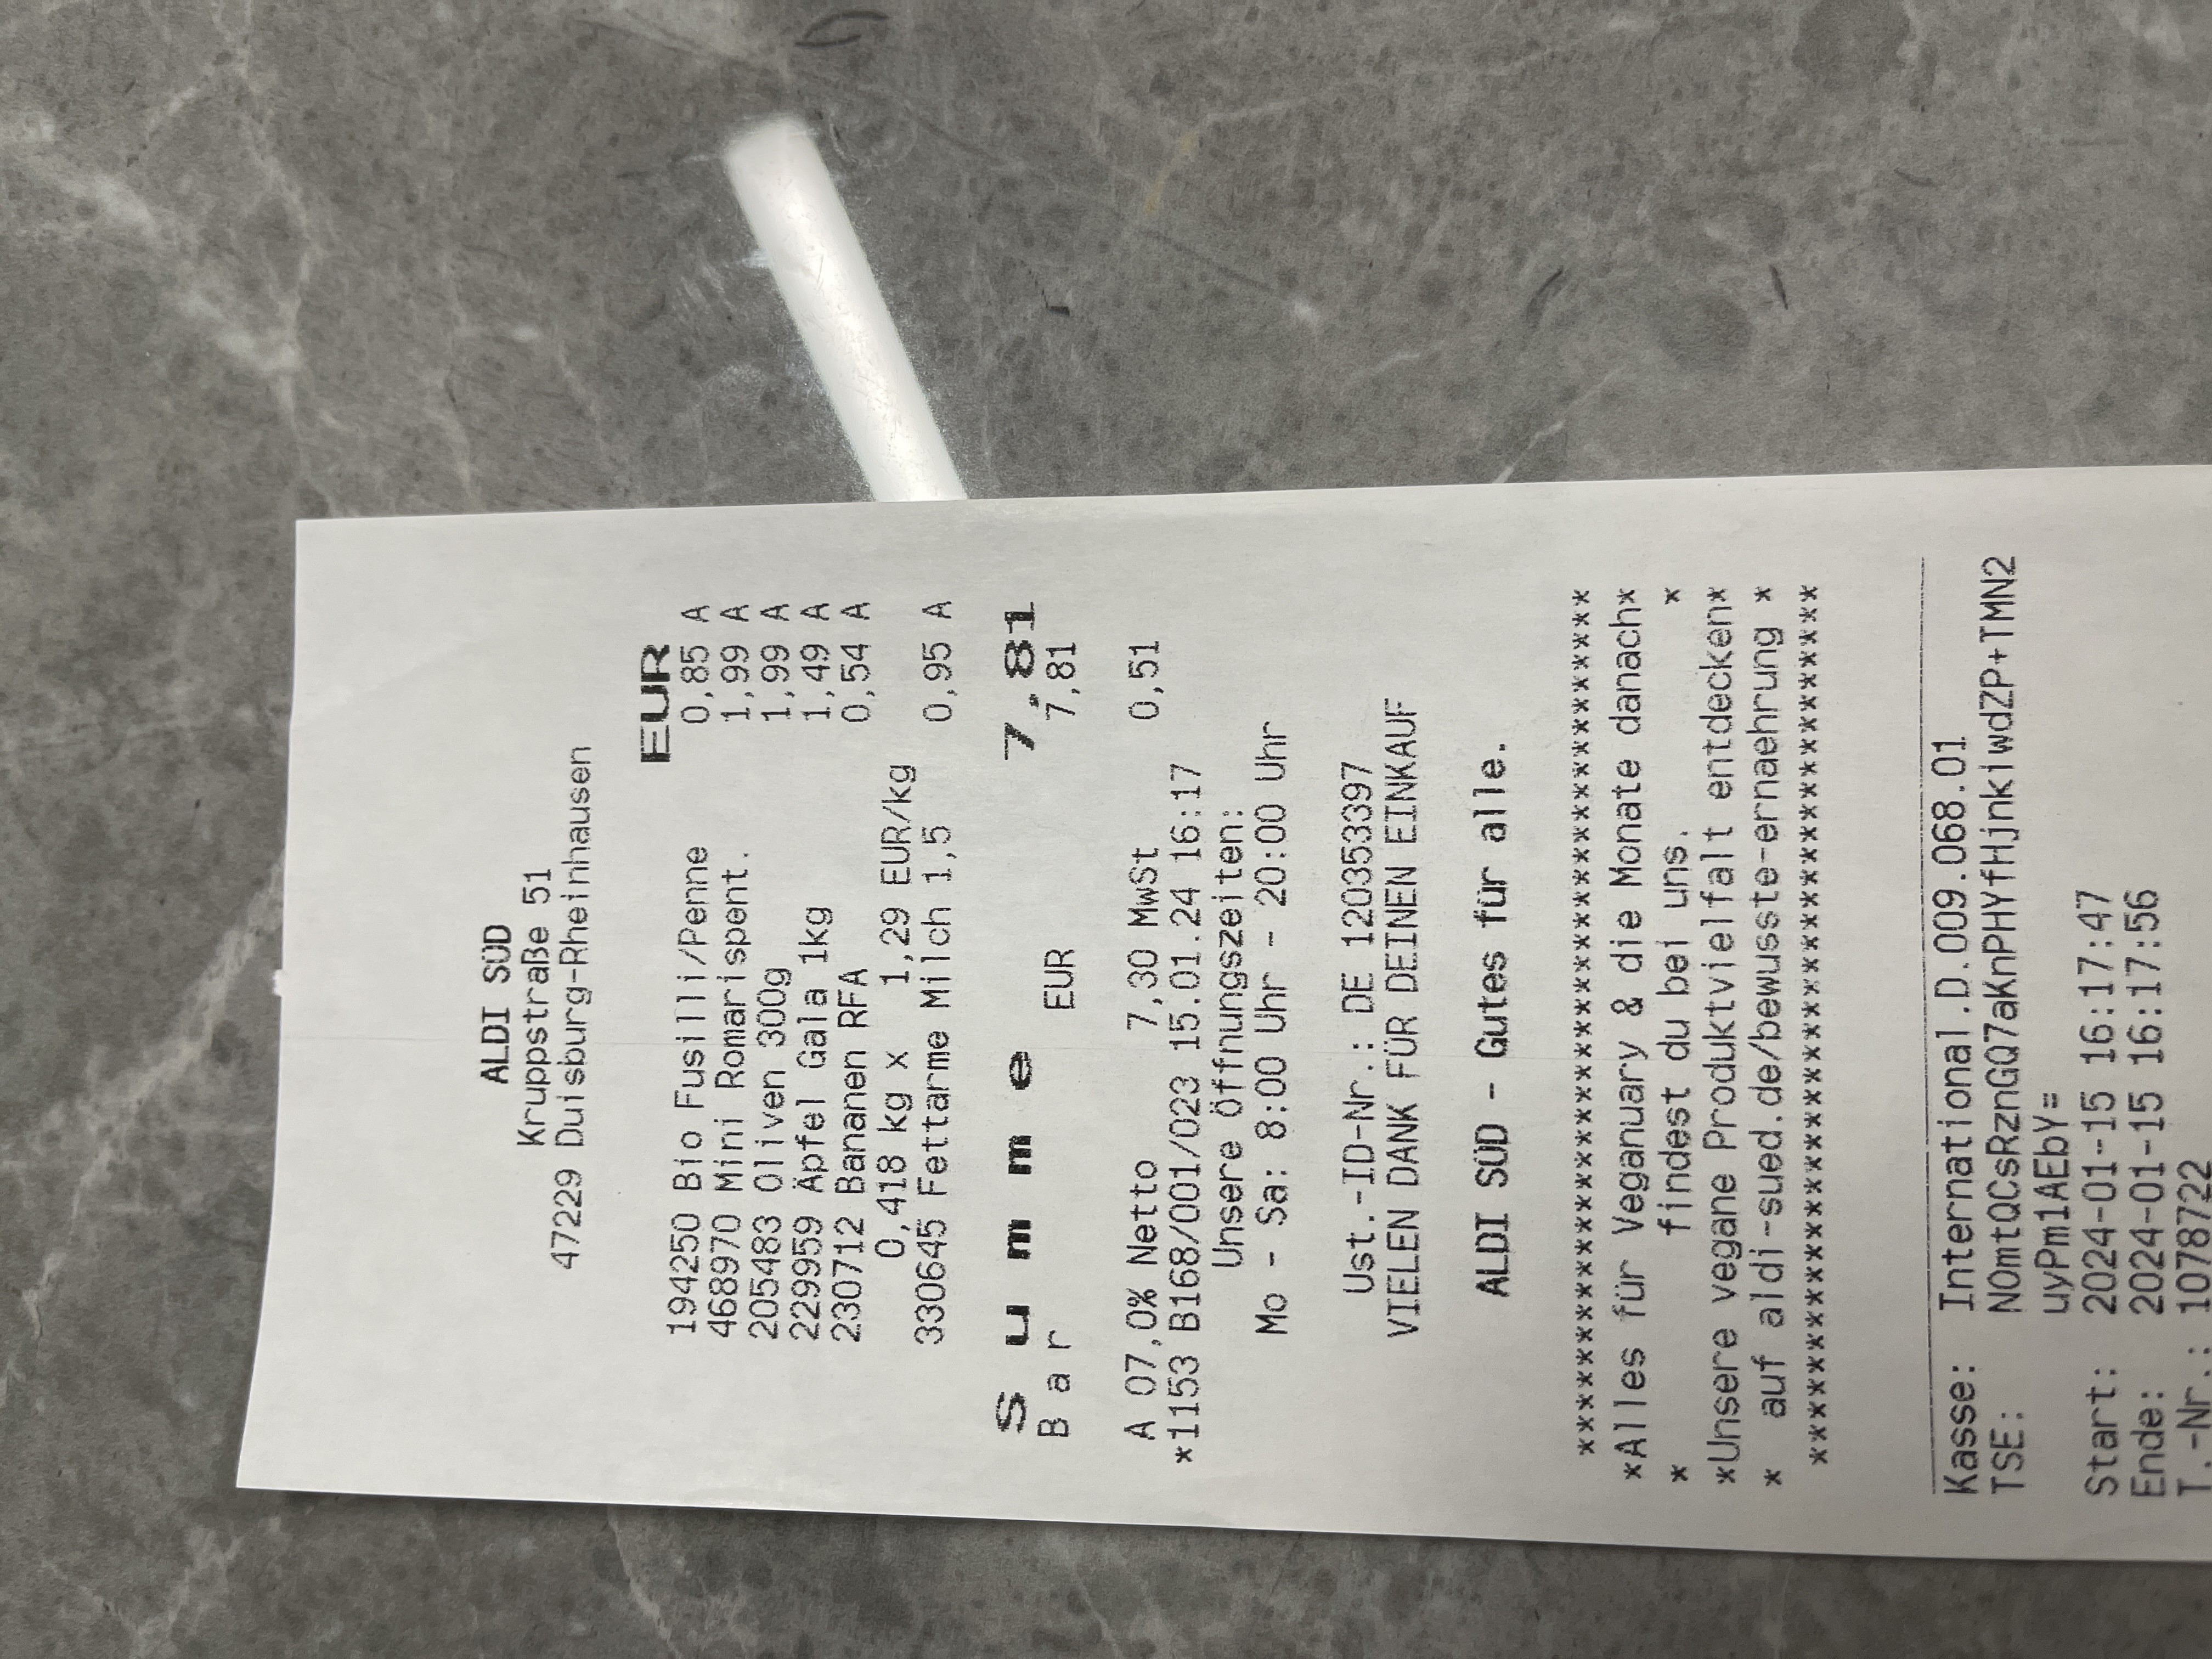 ALDI SÜD
Kruppstraße 51
47229 Duisburg-Rheinhausen
EUR
194250 Bio Fusilli/Penne 0,85 A
468970 Mini Romarispent. 1,99 A
205483 Oliven 300g 1,99 A
229959 Äpfel Gala 1kg 1,49 A
230712 Bananen RFA 0,54 A
0,418 kg x 1,29 EUR/kg
330645 Fettarme Milch 1,5 0,95 A
Summe 7,81
Bar EUR 7,81
A 07,0% Netto 7,30 MwSt 0,51
*1153 B168/001/023 15.01.24 16:17
Unsere Öffnungszeiten:
Mo - Sa: 8:00 Uhr - 20:00 Uhr
Ust.-ID-Nr.: DE 120353397
VIELEN DANK FÜR DEINEN EINKAUF
ALDI SÜD - Gutes für alle.
****************************************
*Alles für Veganuary & die Monate danach*
* findest du bei uns. *
*Unsere vegane Produktvielfalt entdecken*
* auf aldi-sued.de/bewusste-ernaehrung *
****************************************
Kasse: International.D.009.068.01
TSE: NOmtQCsRznGQ7aKnPHYfHjnkiwdZP+TMN2
uyPm1AEbY=
Start: 2024-01-15 16:17:47
Ende: 2024-01-15 16:17:56
T.-Nr.: 1078722